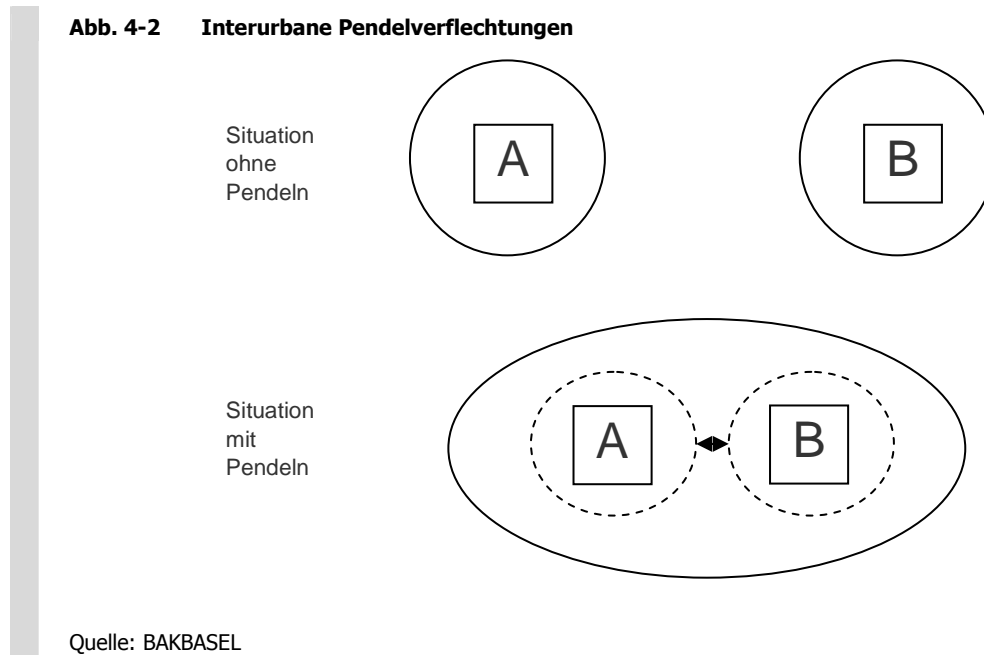 Abb. 4-2 Interurbane Pendelverflechtungen
Situation
ohne
Pendeln
A
B
Situation
mit
Pendeln
A
B
Quelle: BAKBASEL